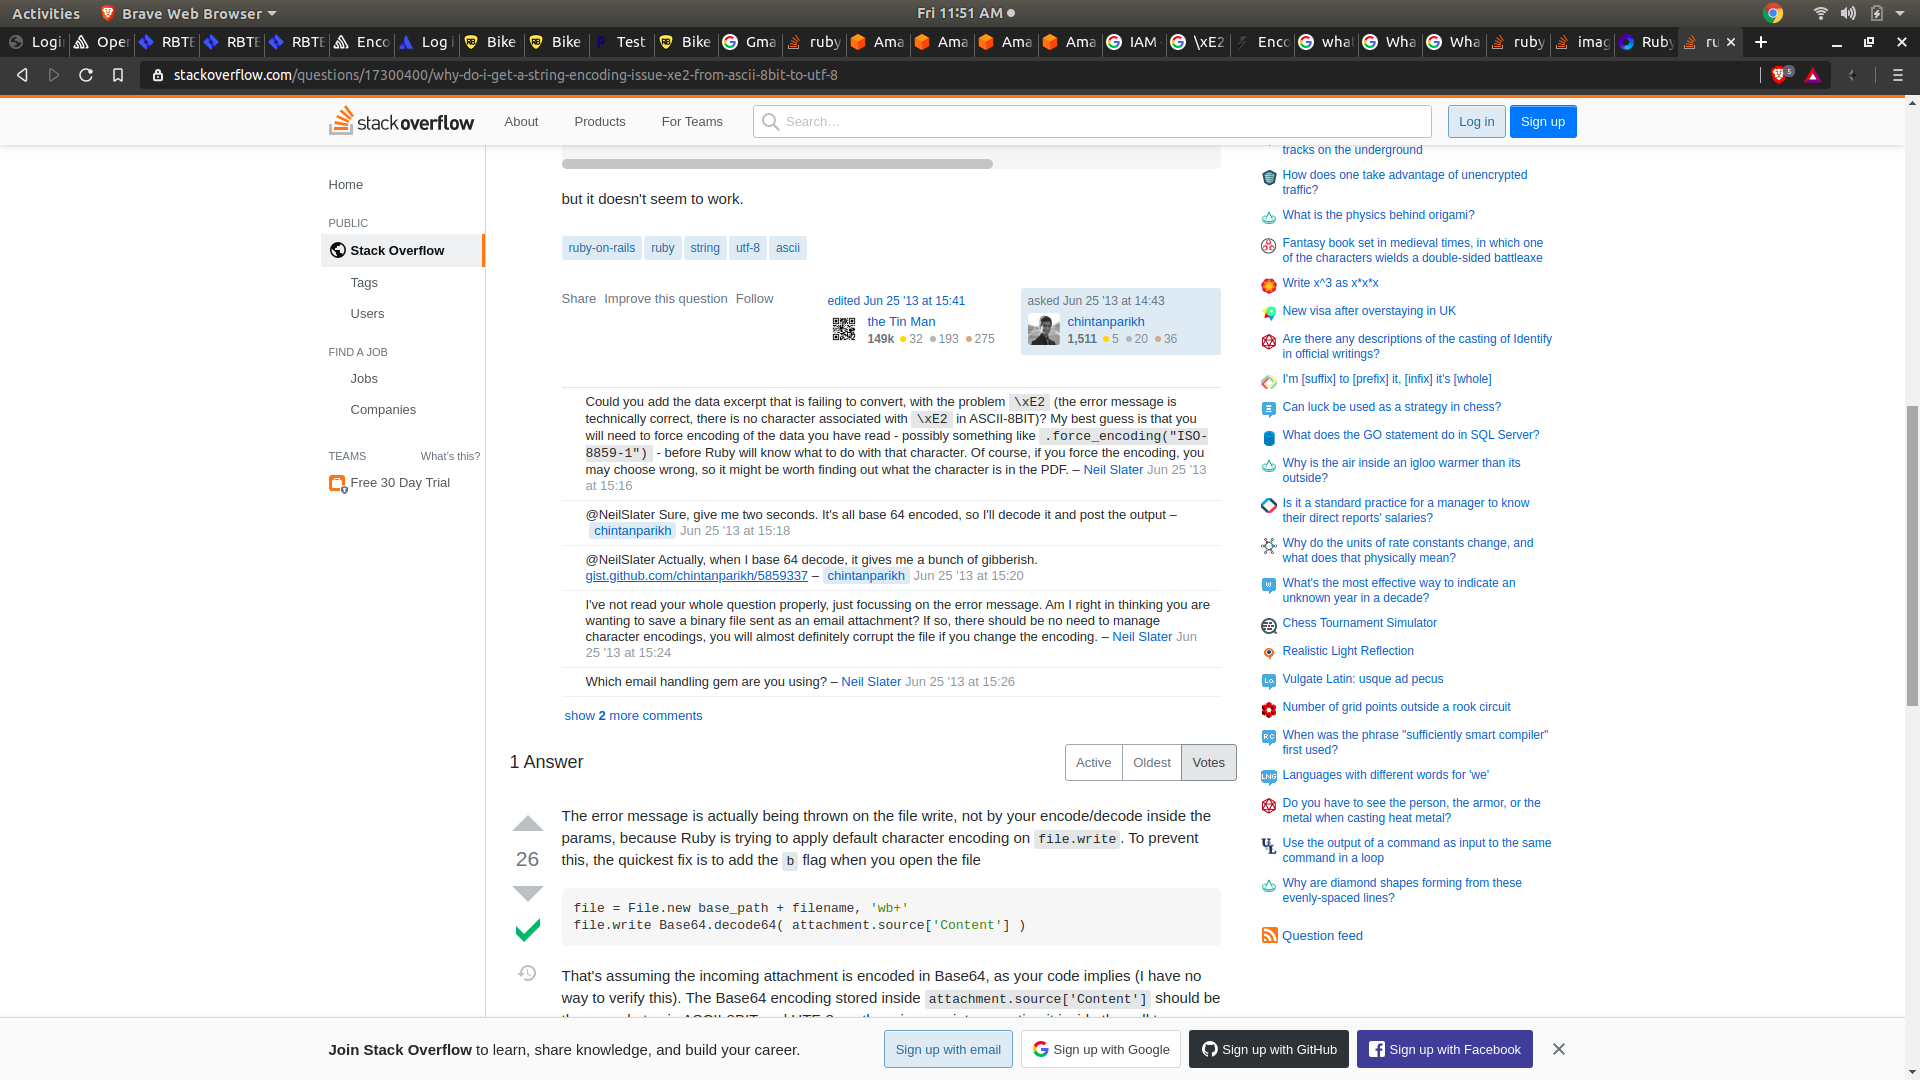 Activities
Brave Web Browser
Fri 11:51 AM
Login
Oper
RBTE
RBTE
RBTE
Enco
Log i
Bike
Bike
Test
Bike
Gma
ruby
Ama
Ama
Ama
Ama
IAM
\xE2
Enco
what
Wha
Wha
ruby
imag
Ruby
ru
stackoverflow.com/questions/17300400/why-do-i-get-a-string-encoding-issue-xe2-from-ascii-8bit-to-utf-8
5
stackoverflow
About
Products
For Teams
Search…
Log in
Sign up
Home
PUBLIC
Stack Overflow
Tags
Users
FIND A JOB
Jobs
Companies
TEAMS
What's this?
Free 30 Day Trial
but it doesn't seem to work.
ruby-on-rails
ruby
string
utf-8
ascii
Share
Improve this question
Follow
edited Jun 25 '13 at 15:41
the Tin Man
149k 32 193 275
asked Jun 25 '13 at 14:43
chintanparikh
1,511 5 20 36
Could you add the data excerpt that is failing to convert, with the problem \xE2 (the error message is
technically correct, there is no character associated with \xE2 in ASCII-8BIT)? My best guess is that you
will need to force encoding of the data you have read - possibly something like .force_encoding("ISO-
8859-1") - before Ruby will know what to do with that character. Of course, if you force the encoding, you
may choose wrong, so it might be worth finding out what the character is in the PDF. – Neil Slater Jun 25 '13
at 15:16
@NeilSlater Sure, give me two seconds. It's all base 64 encoded, so I'll decode it and post the output –
chintanparikh Jun 25 '13 at 15:18
@NeilSlater Actually, when I base 64 decode, it gives me a bunch of gibberish.
gist.github.com/chintanparikh/5859337 – chintanparikh Jun 25 '13 at 15:20
I've not read your whole question properly, just focussing on the error message. Am I right in thinking you are
wanting to save a binary file sent as an email attachment? If so, there should be no need to manage
character encodings, you will almost definitely corrupt the file if you change the encoding. – Neil Slater Jun
25 '13 at 15:24
Which email handling gem are you using? – Neil Slater Jun 25 '13 at 15:26
show 2 more comments
1 Answer
Active
Oldest
Votes
26
The error message is actually being thrown on the file write, not by your encode/decode inside the
params, because Ruby is trying to apply default character encoding on file.write. To prevent
this, the quickest fix is to add the b flag when you open the file
file = File.new base_path + filename, 'wb+'
file.write Base64.decode64( attachment.source['Content'] )
That's assuming the incoming attachment is encoded in Base64, as your code implies (I have no
way to verify this). The Base64 encoding stored inside attachment.source['Content'] should be
tracks on the underground
How does one take advantage of unencrypted
traffic?
What is the physics behind origami?
Fantasy book set in medieval times, in which one
of the characters wields a double-sided battleaxe
Write x^3 as x*x*x
New visa after overstaying in UK
Are there any descriptions of the casting of Identify
in official writings?
I'm [suffix] to [prefix] it, [infix] it's [whole]
Can luck be used as a strategy in chess?
What does the GO statement do in SQL Server?
Why is the air inside an igloo warmer than its
outside?
Is it a standard practice for a manager to know
their direct reports' salaries?
Why do the units of rate constants change, and
what does that physically mean?
What's the most effective way to indicate an
unknown year in a decade?
Chess Tournament Simulator
Realistic Light Reflection
Vulgate Latin: usque ad pecus
Number of grid points outside a rook circuit
When was the phrase "sufficiently smart compiler"
first used?
Languages with different words for 'we'
Do you have to see the person, the armor, or the
metal when casting heat metal?
Use the output of a command as input to the same
command in a loop
Why are diamond shapes forming from these
evenly-spaced lines?
Question feed
Join Stack Overflow to learn, share knowledge, and build your career.
Sign up with email
Sign up with Google
Sign up with GitHub
Sign up with Facebook